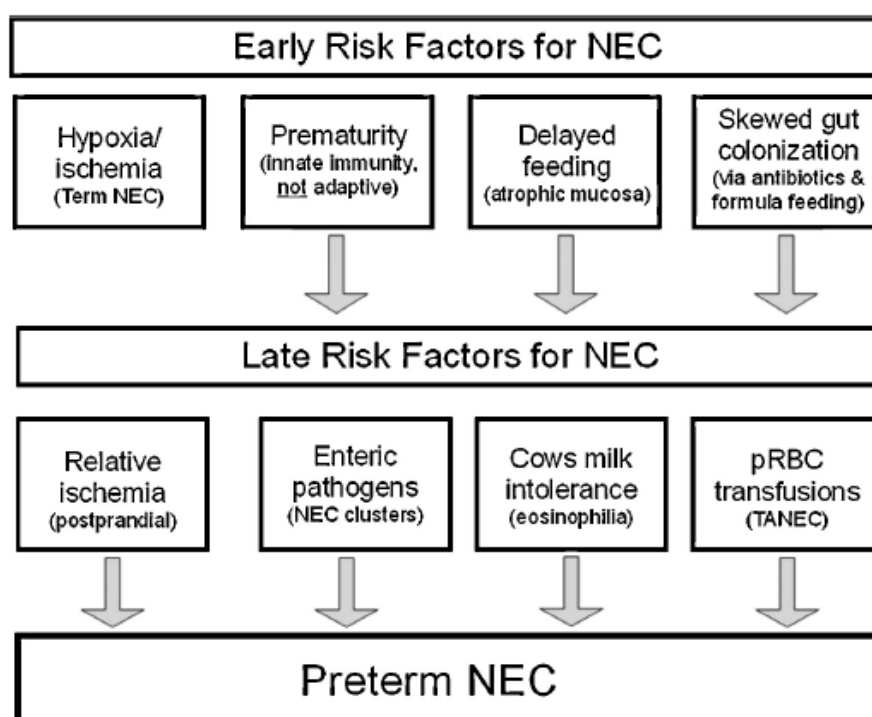 Early Risk Factors for NEC
Hypoxia/
ischemia
(Term NEC)
Prematurity
(innate immunity,
not adaptive)
Delayed
feeding
(atrophic mucosa)
Skewed gut
colonization
(via antibiotics &
formula feeding)
Late Risk Factors for NEC
Relative
ischemia
(postprandial)
Enteric
pathogens
(NEC clusters)
Cows milk
intolerance
(eosinophilia)
pRBC
transfusions
(TANEC)
Preterm NEC